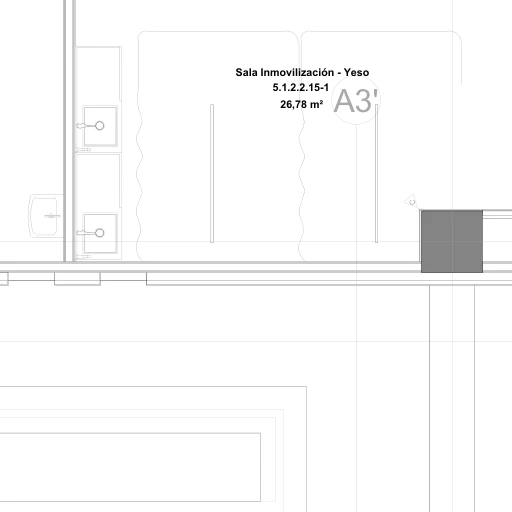 Sala Inmovilización - Yeso
5.1.2.2.15-1
26,78 m²
A3'